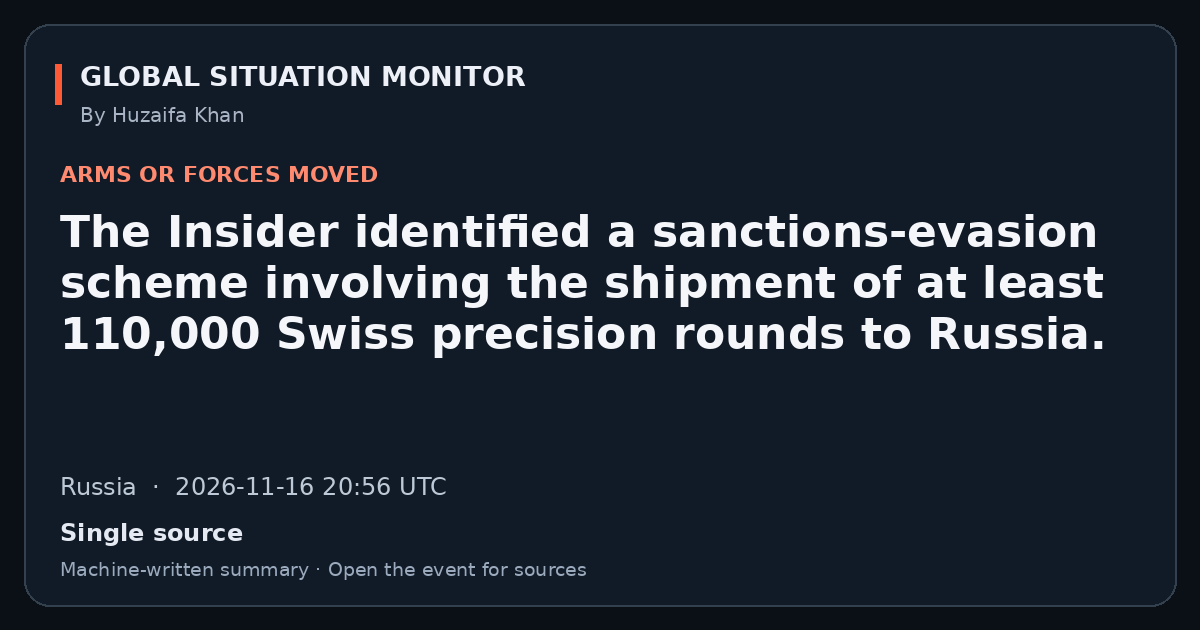 GLOBAL SITUATION MONITOR
By Huzaifa Khan
ARMS OR FORCES MOVED
The Insider identified a sanctions-evasion
scheme involving the shipment of at least
110,000 Swiss precision rounds to Russia.
Russia · 2026-11-16 20:56 UTC
Single source
Machine-written summary · Open the event for sources